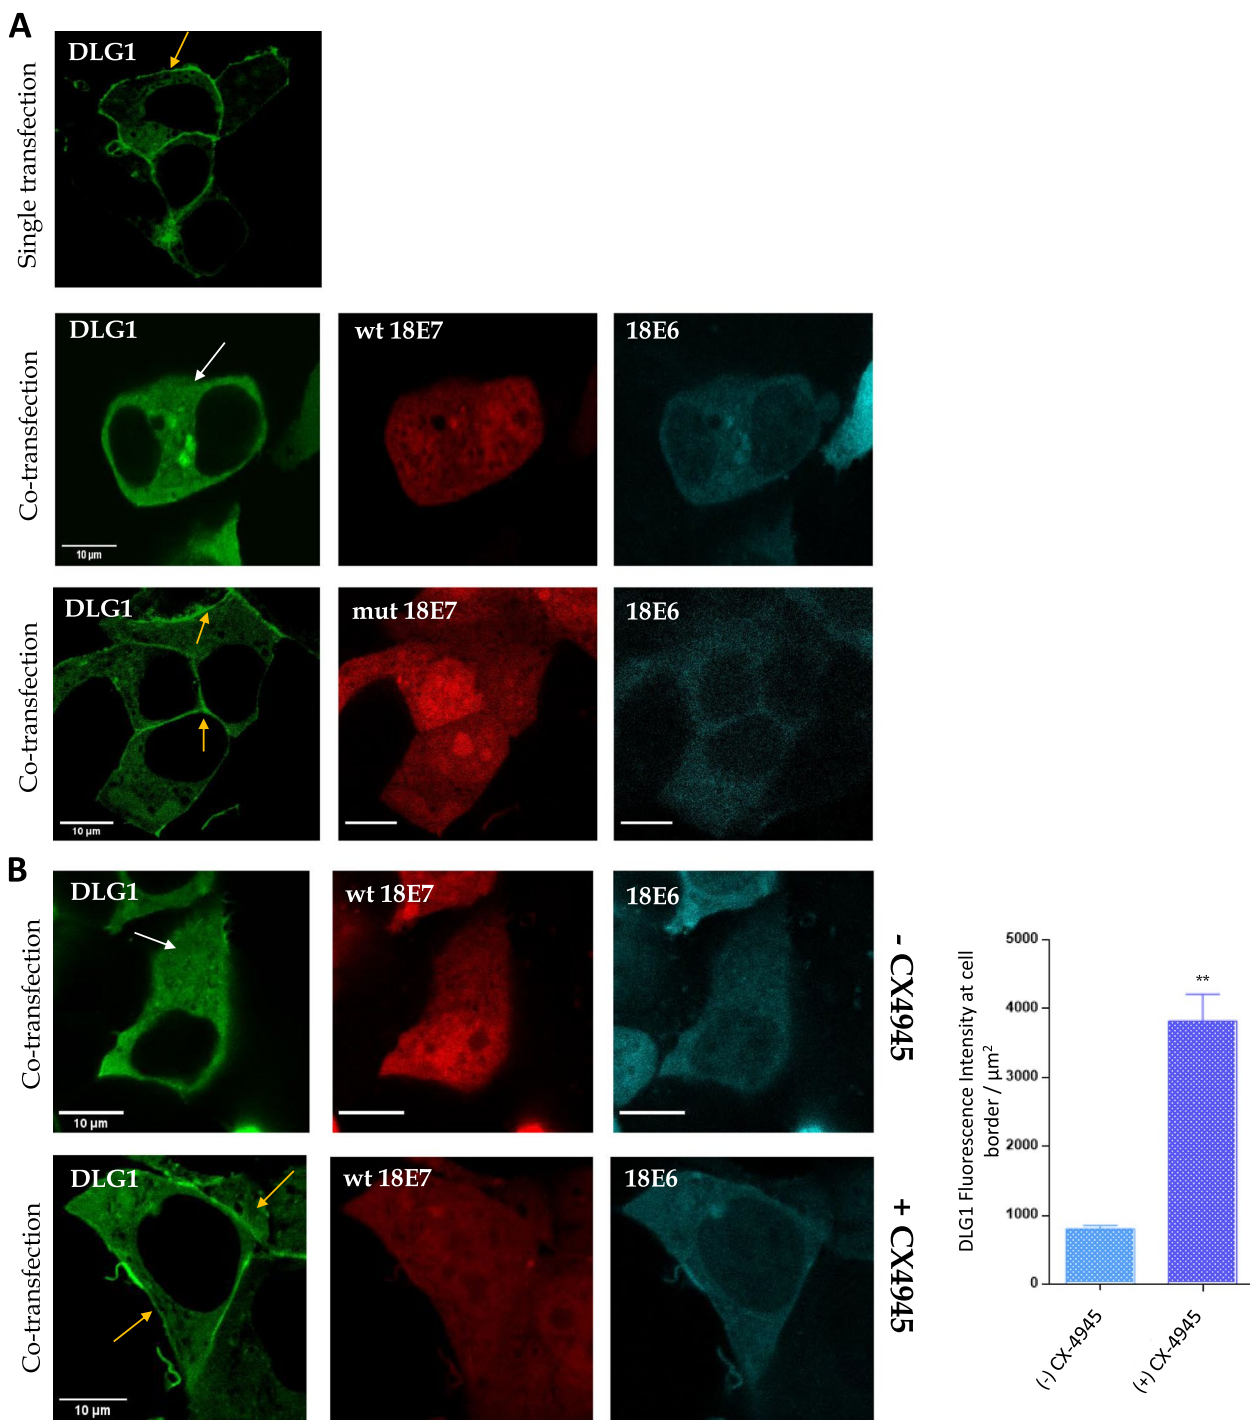 A
Single transfection
DLG1
Co-transfection
DLG1
wt 18E7
18E6
10 µm
Co-transfection
DLG1
mut 18E7
18E6
10 µm
B
Co-transfection
DLG1
wt 18E7
18E6
- CX4945
10 µm
Co-transfection
DLG1
wt 18E7
18E6
+ CX4945
10 µm
DLG1 Fluorescence Intensity at cell
border / µm²
5000
4000
3000
2000
1000
0
**
(-) CX-4945
(+) CX-4945